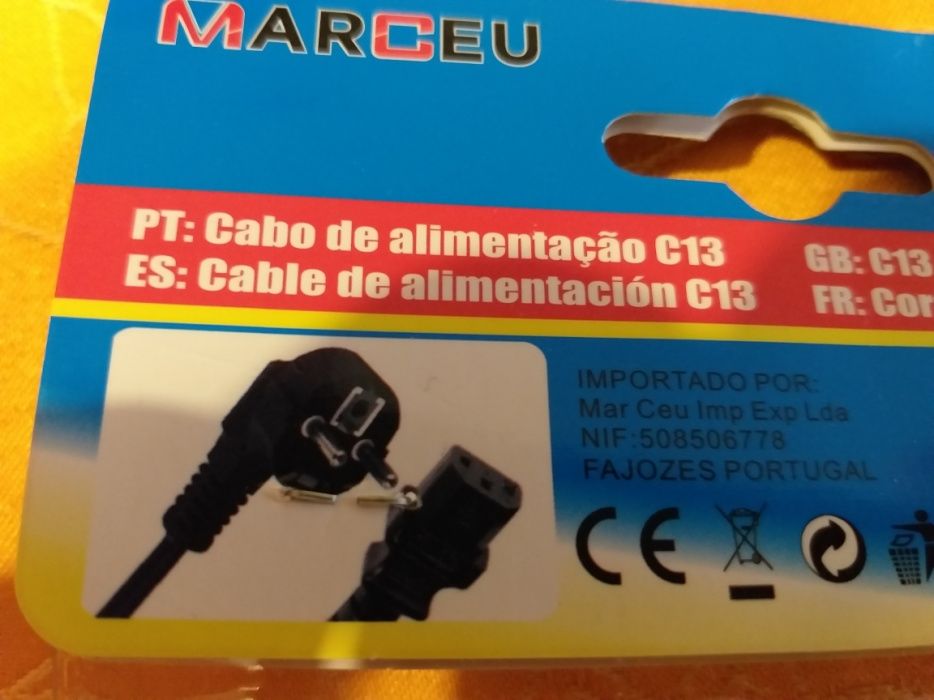 MARCEU
PT: Cabo de alimentação C13
ES: Cable de alimentación C13
GB: C13
FR: Cor
IMPORTADO POR:
Mar Ceu Imp Exp Lda
NIF:508506778
FAJOZES PORTUGAL
CE